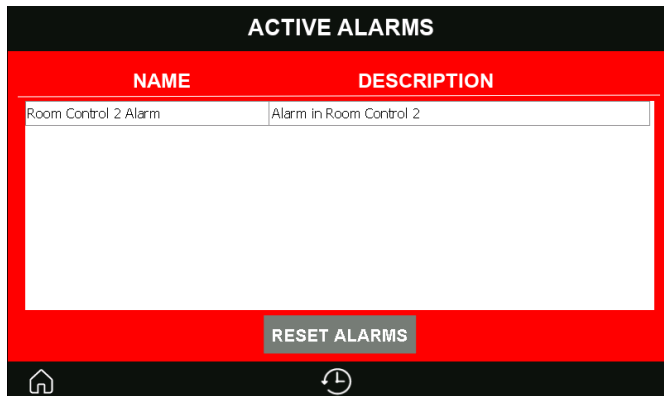 ACTIVE ALARMS
NAME DESCRIPTION
Room Control 2 Alarm Alarm in Room Control 2
RESET ALARMS